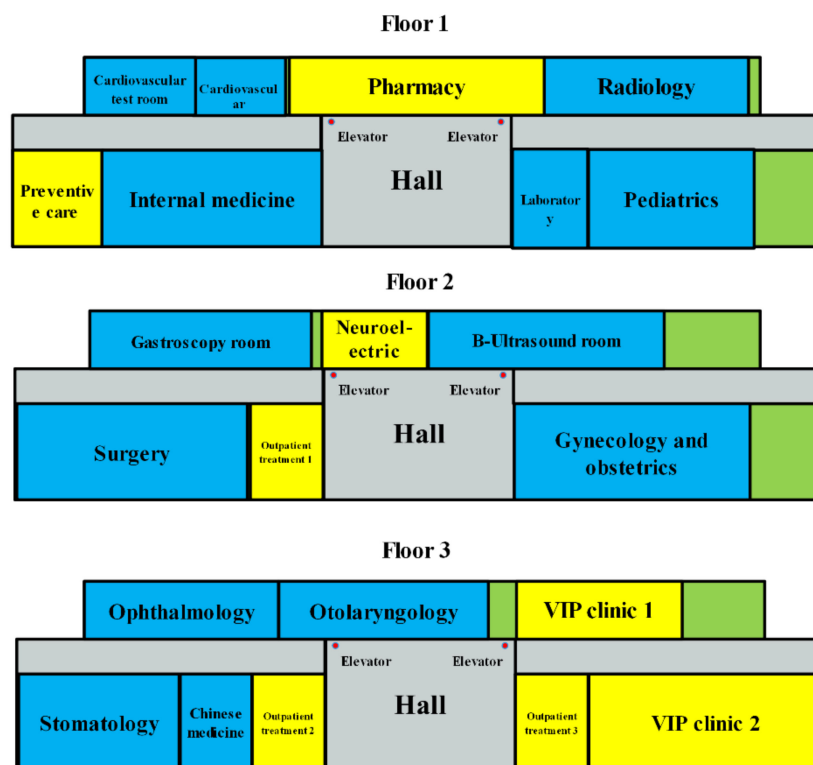 Floor 1
Cardiovascular
test room
Cardiovascul
ar
Pharmacy
Radiology
Elevator
Elevator
Preventiv
e care
Internal medicine
Hall
Laborator
y
Pediatrics
Floor 2
Gastroscopy room
Neuroel-
ectric
B-Ultrasound room
Elevator
Elevator
Surgery
Outpatient
treatment 1
Hall
Gynecology and
obstetrics
Floor 3
Ophthalmology
Otolaryngology
VIP clinic 1
Elevator
Elevator
Stomatology
Chinese
medicine
Outpatient
treatment 2
Hall
Outpatient
treatment 3
VIP clinic 2